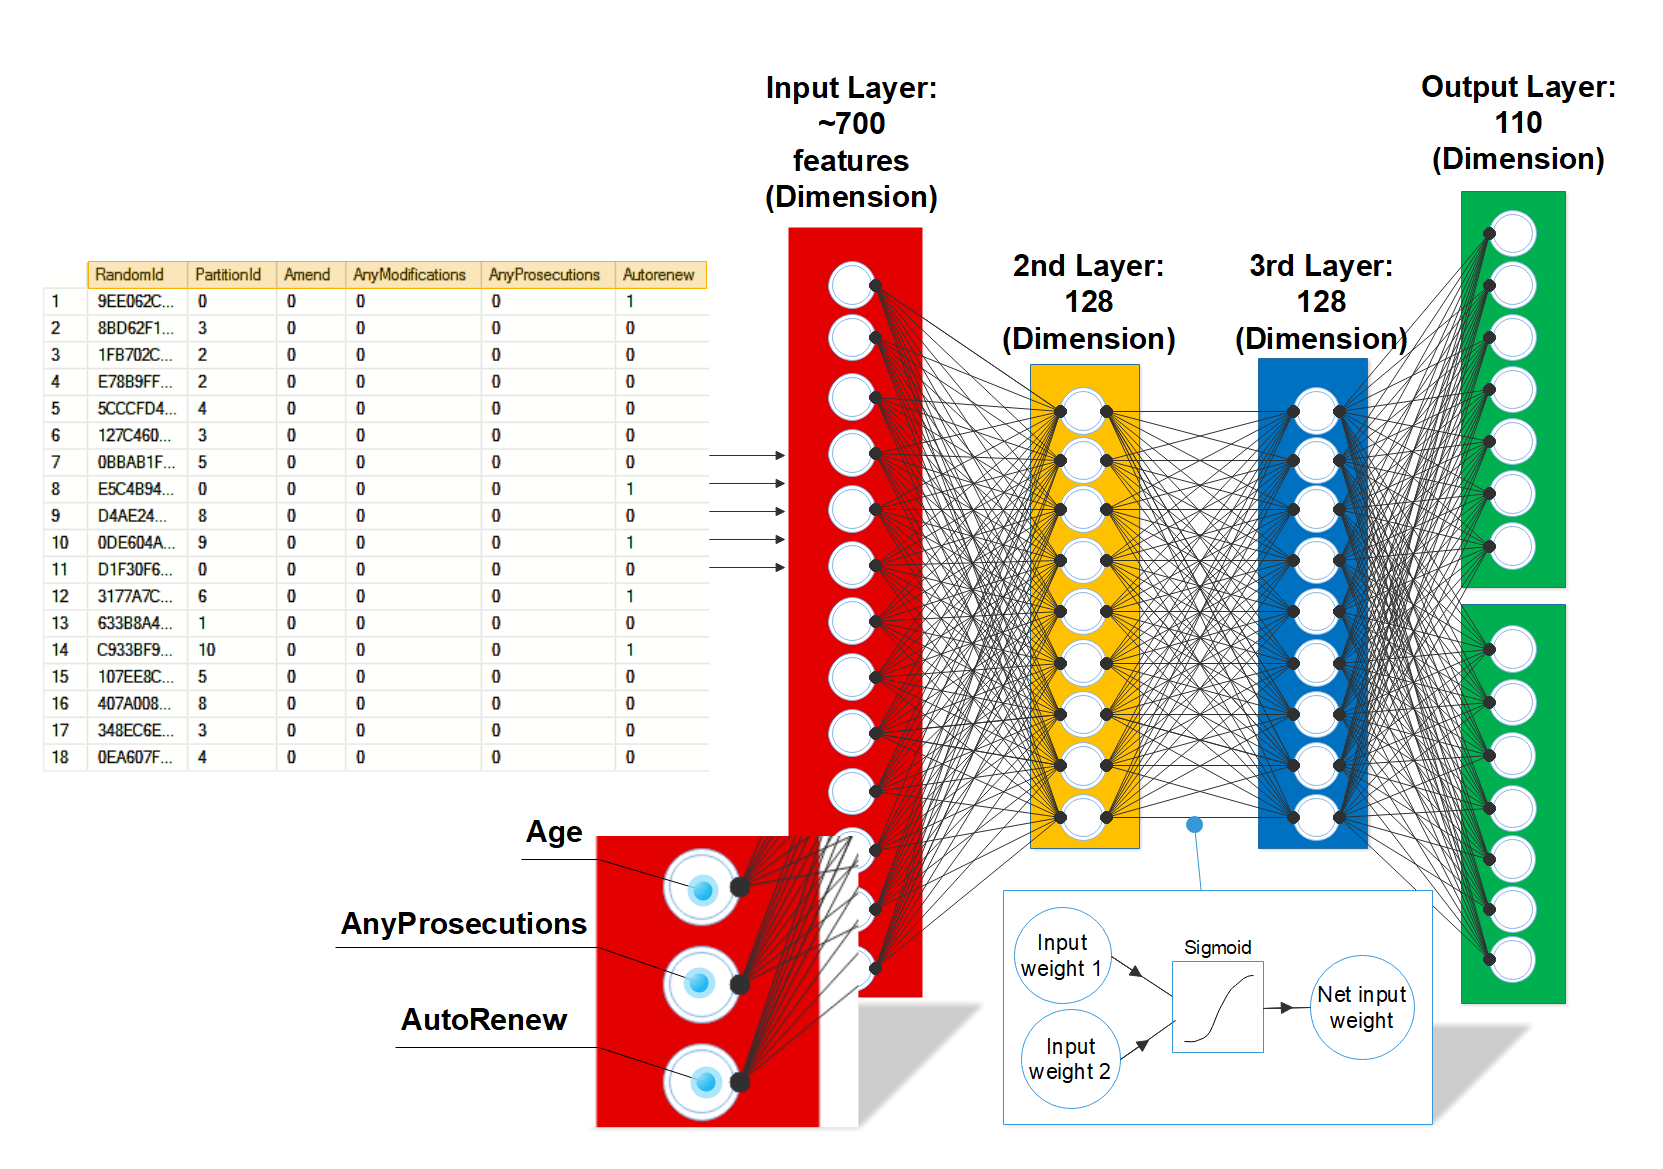 Input Layer:
~700
features
(Dimension)
Output Layer:
110
(Dimension)
2nd Layer:
128
(Dimension)
3rd Layer:
128
(Dimension)
RandomId PartitionId Amend AnyModifications AnyProsecutions Autorenew
1 9EE062C... 0 0 0 0 1
2 8BD62F1... 3 0 0 0 0
3 1FB702C... 2 0 0 0 0
4 E78B9FF... 2 0 0 0 0
5 5CCCFD4... 4 0 0 0 0
6 127C460... 3 0 0 0 0
7 0BBAB1F... 5 0 0 0 0
8 E5C4B94... 0 0 0 0 1
9 D4AE24... 8 0 0 0 0
10 0DE604A... 9 0 0 0 1
11 D1F30F6... 0 0 0 0 0
12 3177A7C... 6 0 0 0 1
13 633B8A4... 1 0 0 0 0
14 C933BF9... 10 0 0 0 1
15 107EE8C... 5 0 0 0 0
16 407A008... 8 0 0 0 0
17 348EC6E... 3 0 0 0 0
18 0EA607F... 4 0 0 0 0
Age
AnyProsecutions
AutoRenew
Input
weight 1
Input
weight 2
Sigmoid
Net input
weight